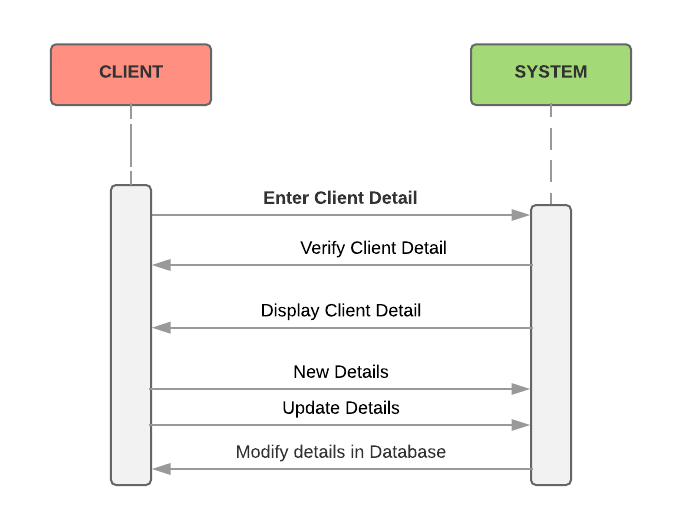 CLIENT
SYSTEM
Enter Client Detail
Verify Client Detail
Display Client Detail
New Details
Update Details
Modify details in Database